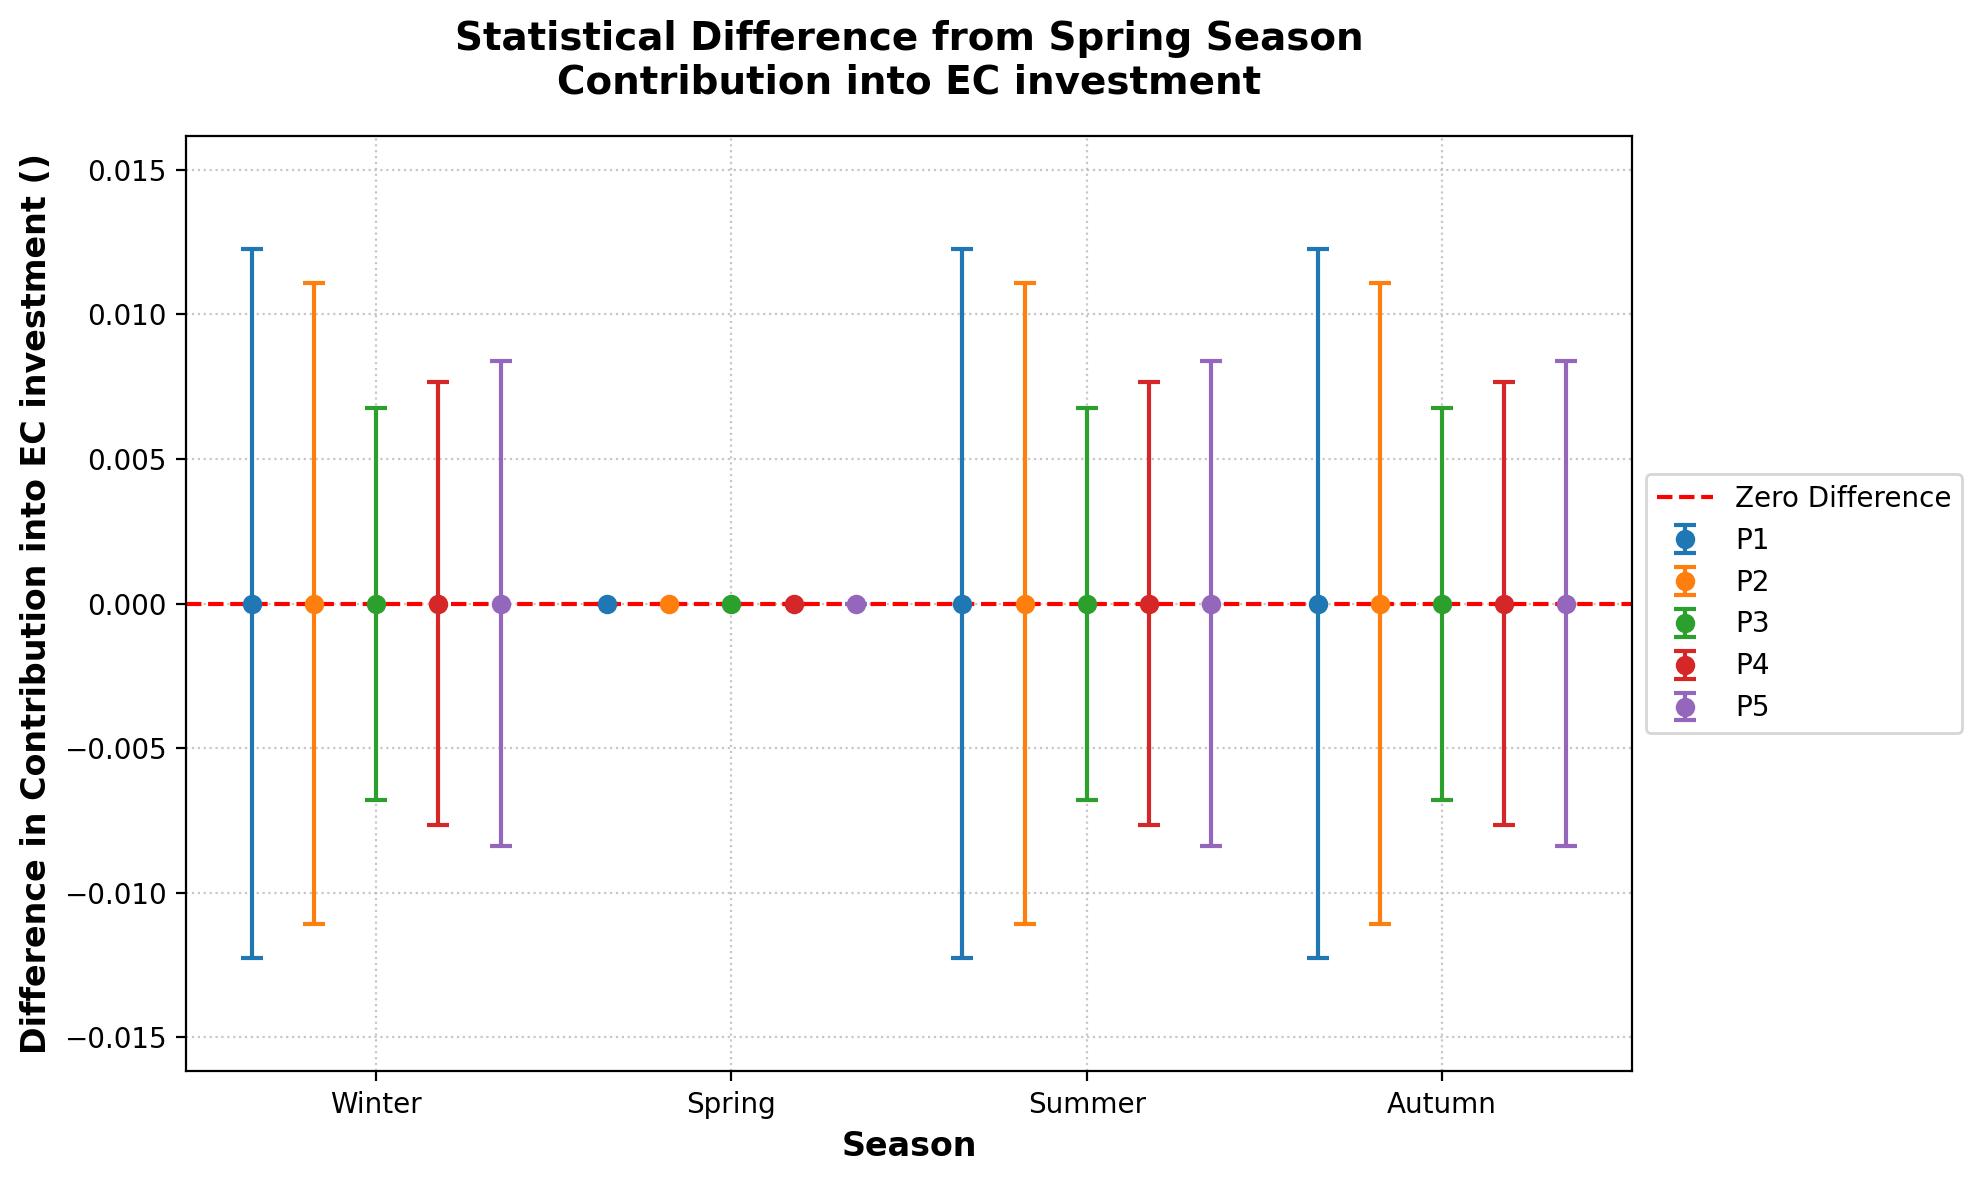 Statistical Difference from Spring Season
Contribution into EC investment
Difference in Contribution into EC investment ()
0.015
0.010
0.005
0.000
−0.005
−0.010
−0.015
Winter
Spring
Summer
Autumn
Season
Zero Difference
P1
P2
P3
P4
P5